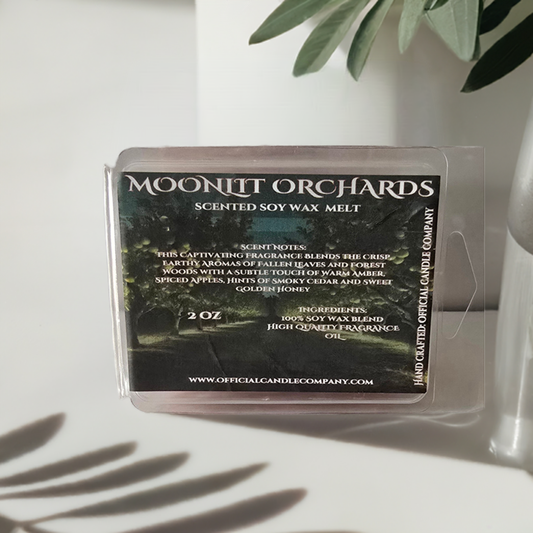 MOONLIT ORCHARDS
SCENTED SOY WAX MELT
SCENT NOTES:
THIS CAPTIVATING FRAGRANCE BLENDS THE CRISP,
EARTHY AROMAS OF FALLEN LEAVES AND FOREST
WOODS WITH A SUBTLE TOUCH OF WARM AMBER,
SPICED APPLES, HINTS OF SMOKY CEDAR AND SWEET
GOLDEN HONEY
2 OZ
INGREDIENTS:
100% SOY WAX BLEND
HIGH QUALITY FRAGRANCE
OIL
WWW.OFFICIALCANDLECOMPANY.COM
HAND CRAFTED: OFFICIAL CANDLE COMPANY